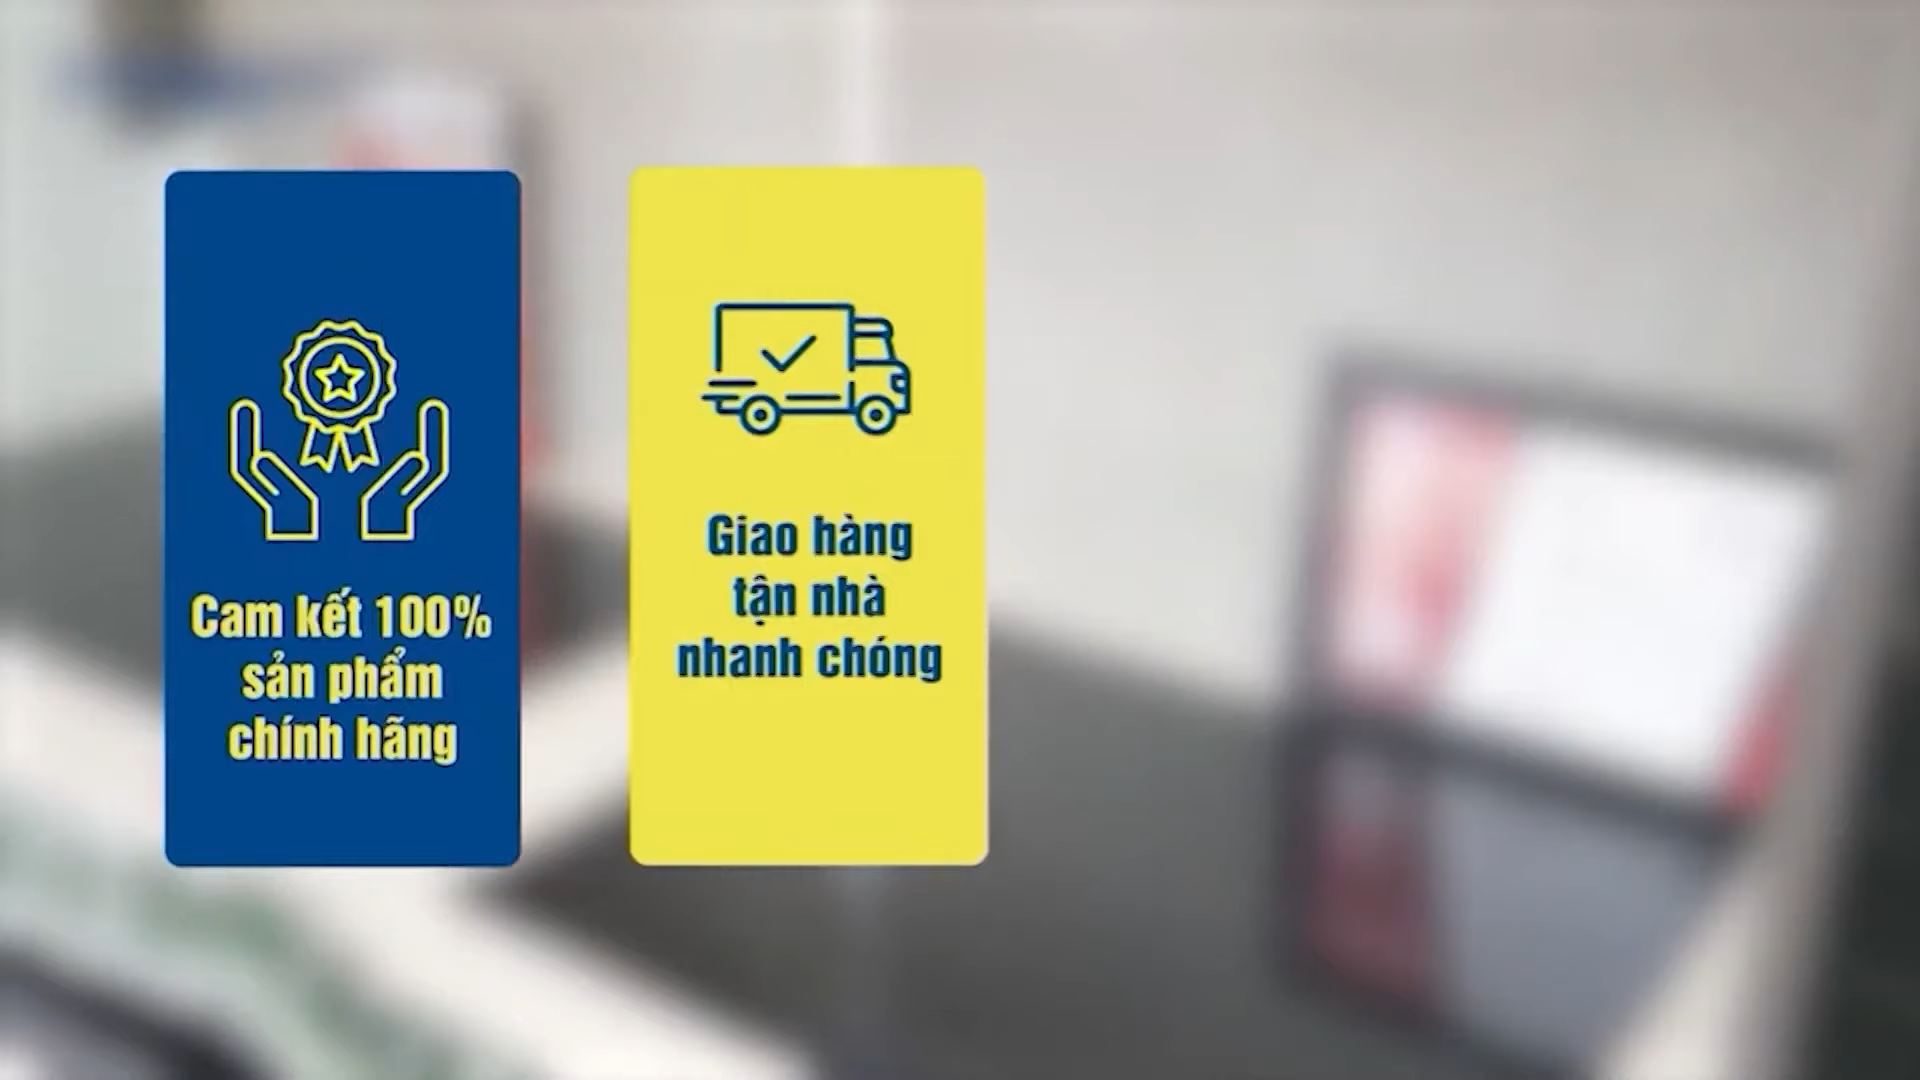 Cam kết 100%
sản phẩm
chính hãng
Giao hàng
tận nhà
nhanh chóng